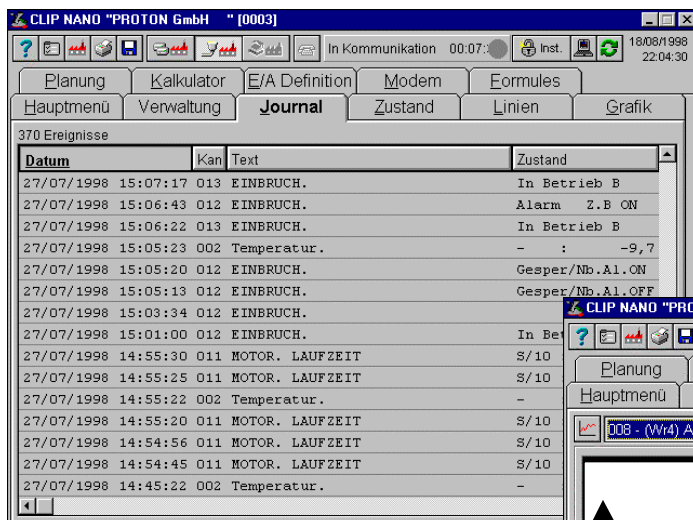 CLIP NANO "PROTON GmbH " [0003]
? In Kommunikation 00:07: Inst. 18/08/1998
22:04:30
Planung Kalkulator E/A Definition Modem Formules
Hauptmenü Verwaltung Journal Zustand Linien Grafik
370 Ereignisse
Datum Kan Text Zustand
27/07/1998 15:07:17 013 EINBRUCH. In Betrieb B
27/07/1998 15:06:43 012 EINBRUCH. Alarm Z.B ON
27/07/1998 15:06:22 013 EINBRUCH. In Betrieb B
27/07/1998 15:05:23 002 Temperatur. - : -9,7
27/07/1998 15:05:20 012 EINBRUCH. Gesper/Nb.Al.ON
27/07/1998 15:05:13 012 EINBRUCH. Gesper/Nb.Al.OFF
27/07/1998 15:03:34 012 EINBRUCH.
27/07/1998 15:01:00 012 EINBRUCH. In Bet
27/07/1998 14:55:30 011 MOTOR. LAUFZEIT S/10
27/07/1998 14:55:25 011 MOTOR. LAUFZEIT S/10
27/07/1998 14:55:22 002 Temperatur. -
27/07/1998 14:55:20 011 MOTOR. LAUFZEIT S/10
27/07/1998 14:54:56 011 MOTOR. LAUFZEIT S/10
27/07/1998 14:54:45 011 MOTOR. LAUFZEIT S/10
27/07/1998 14:45:22 002 Temperatur. -
CLIP NANO "PRO
?
Planung
Hauptmenü
008 - (Wr4) A